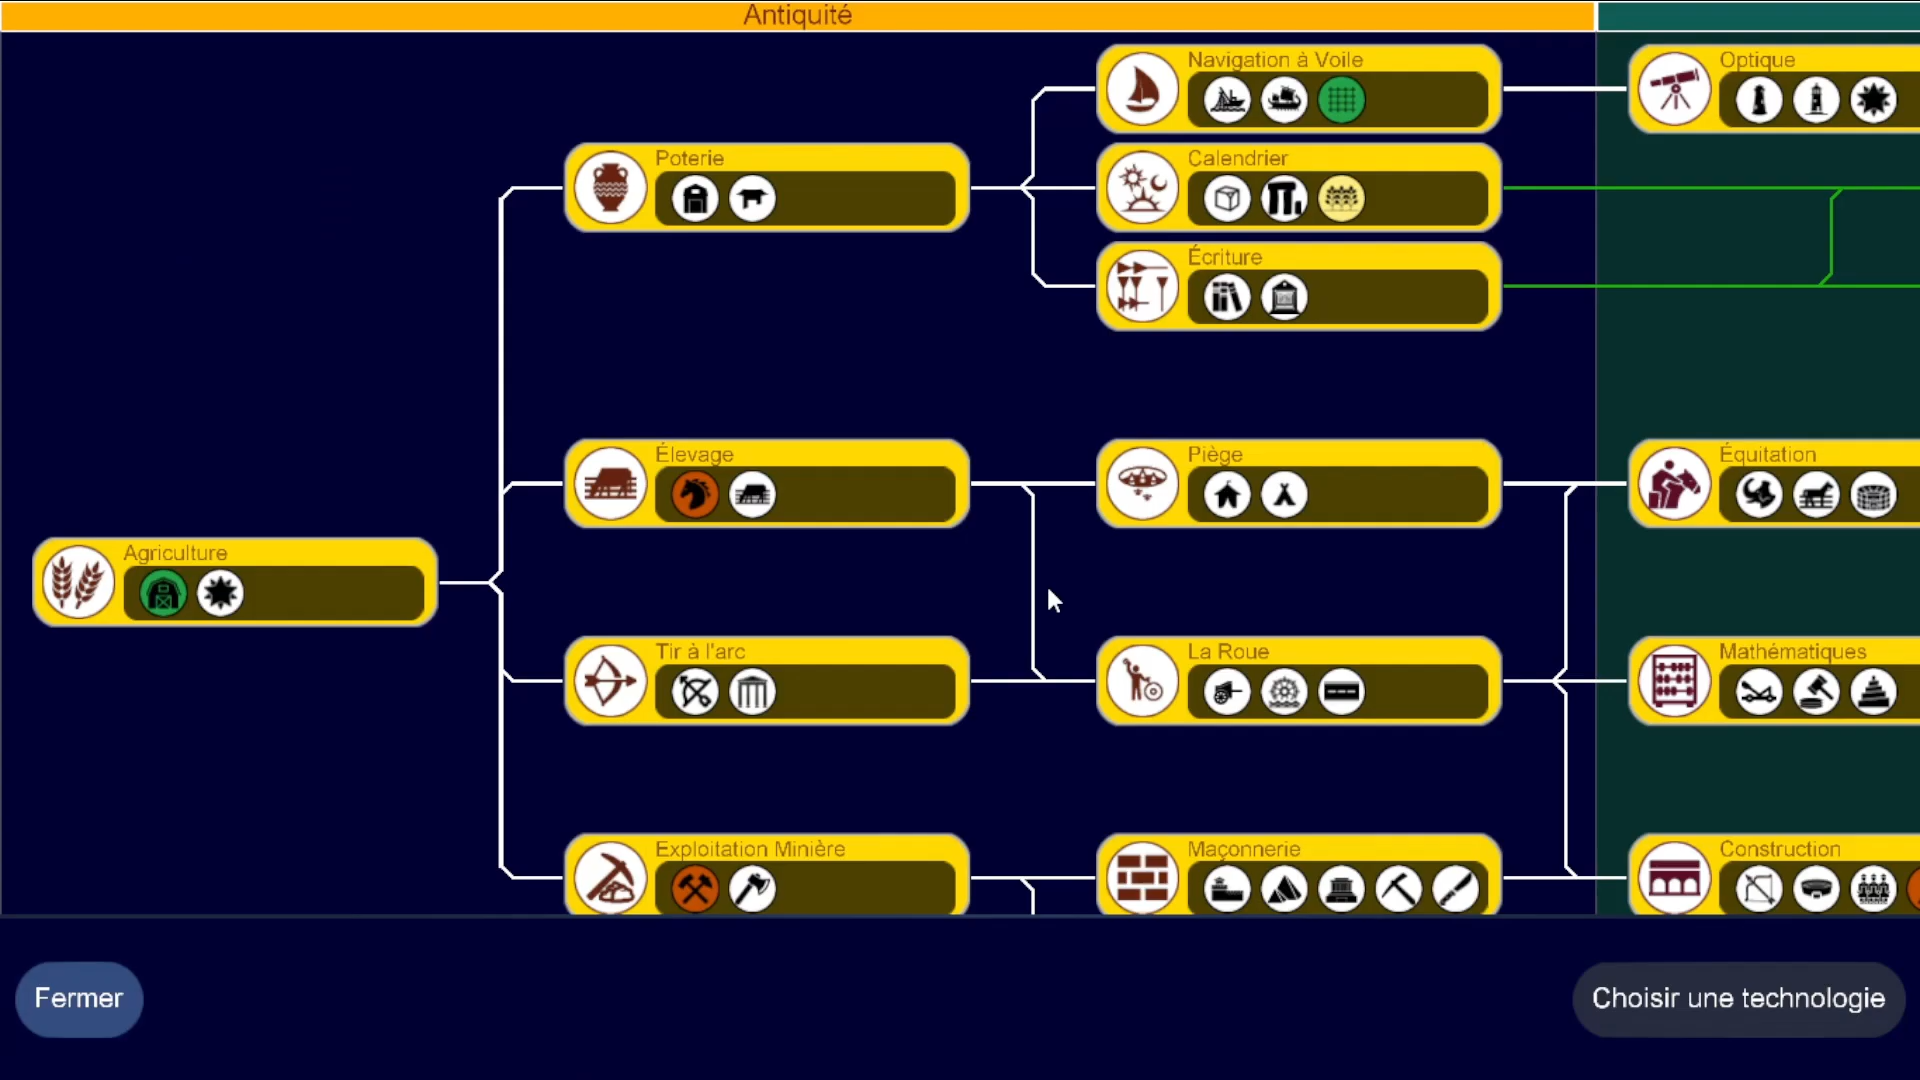 Antiquité
Navigation à Voile
Optique
Poterie
Calendrier
Écriture
Élevage
Piège
Équitation
Agriculture
Tir à l'arc
La Roue
Mathématiques
Exploitation Minière
Maçonnerie
Construction
Fermer
Choisir une technologie